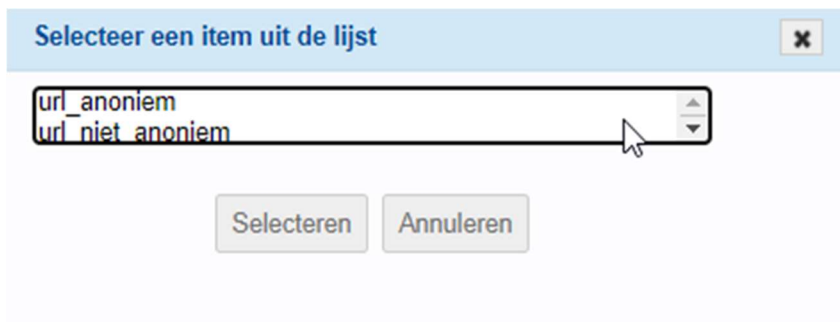 Selecteer een item uit de lijst
url_anoniem
url_niet_anoniem
Selecteren
Annuleren